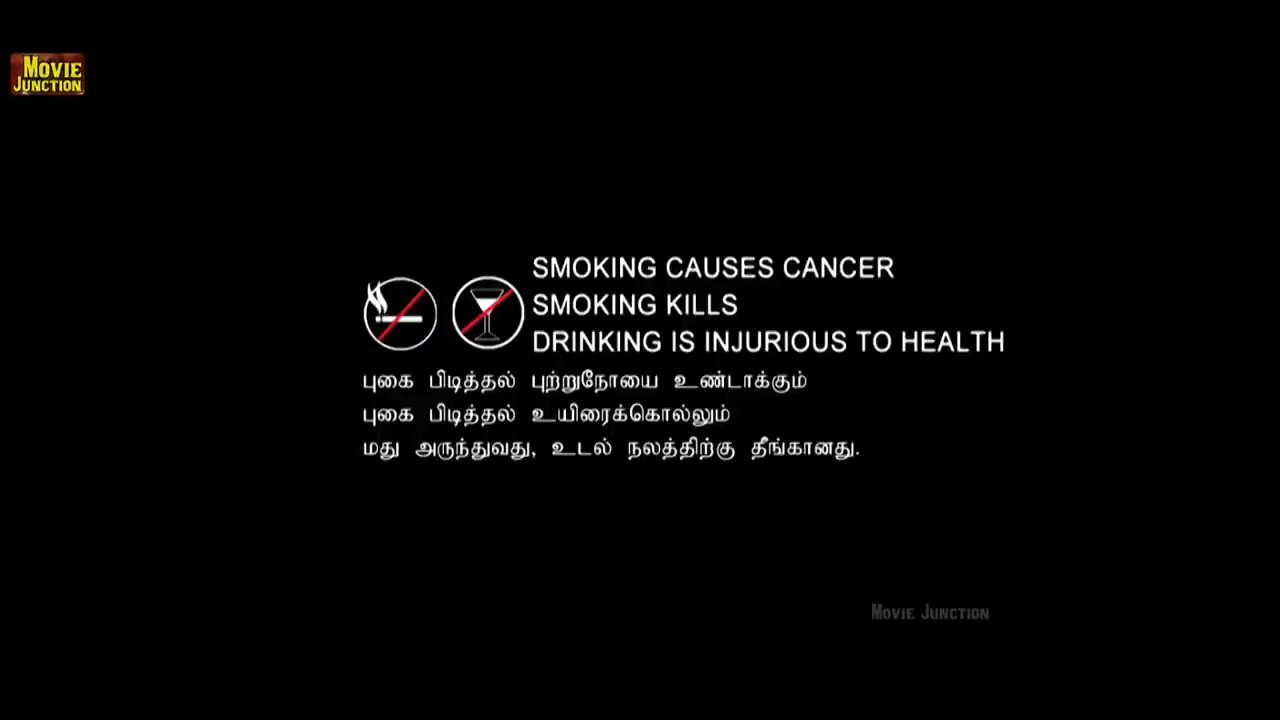 MOVIE
JUNCTION
SMOKING CAUSES CANCER
SMOKING KILLS
DRINKING IS INJURIOUS TO HEALTH
புகை பிடித்தல் புற்றுநோயை உண்டாக்கும்
புகை பிடித்தல் உயிரைக்கொல்லும்
மது அருந்துவது, உடல் நலத்திற்கு தீங்கானது.
MOVIE JUNCTION